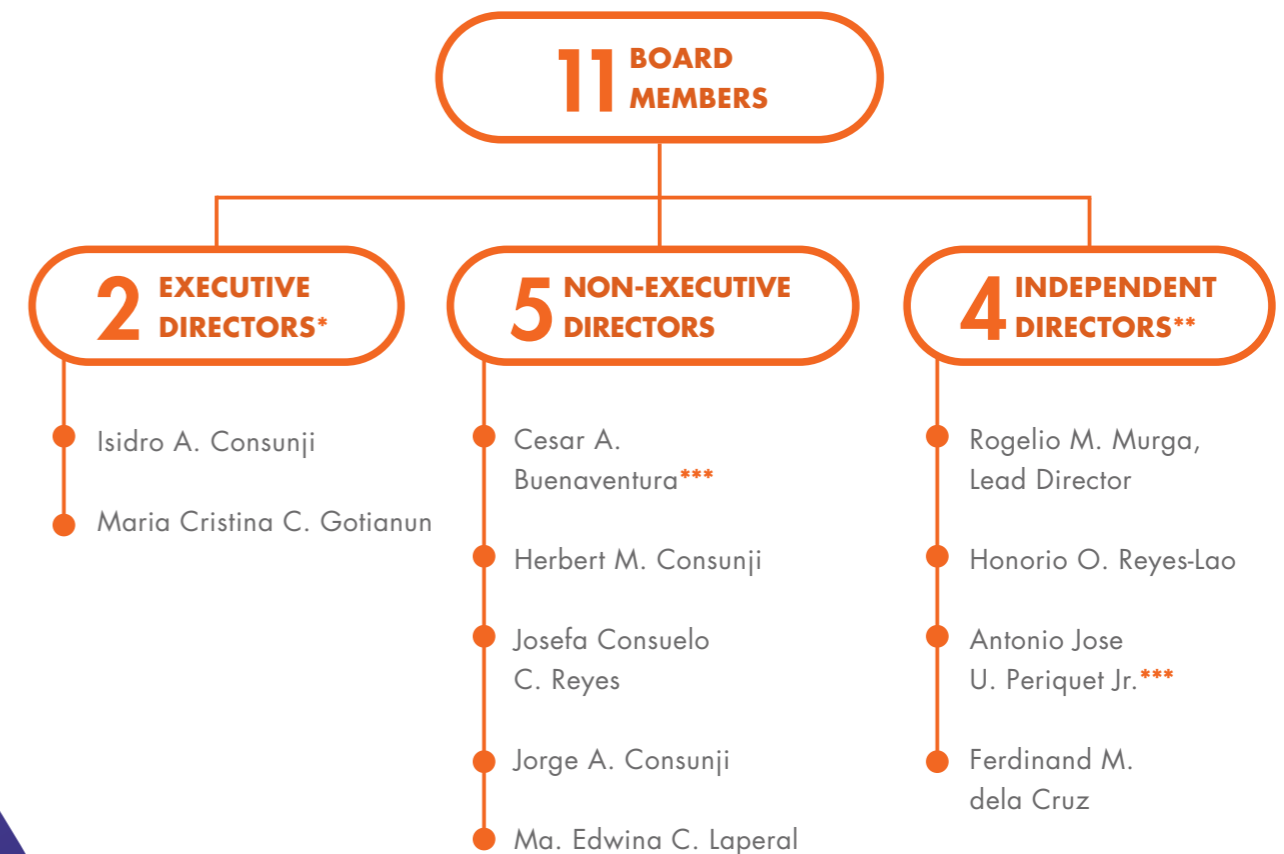 11 BOARD
MEMBERS
2 EXECUTIVE
DIRECTORS*
Isidro A. Consunji
Maria Cristina C. Gotianun
5 NON-EXECUTIVE
DIRECTORS
Cesar A.
Buenaventura***
Herbert M. Consunji
Josefa Consuelo
C. Reyes
Jorge A. Consunji
Ma. Edwina C. Laperal
4 INDEPENDENT
DIRECTORS**
Rogelio M. Murga,
Lead Director
Honorio O. Reyes-Lao
Antonio Jose
U. Periquet Jr.***
Ferdinand M.
dela Cruz